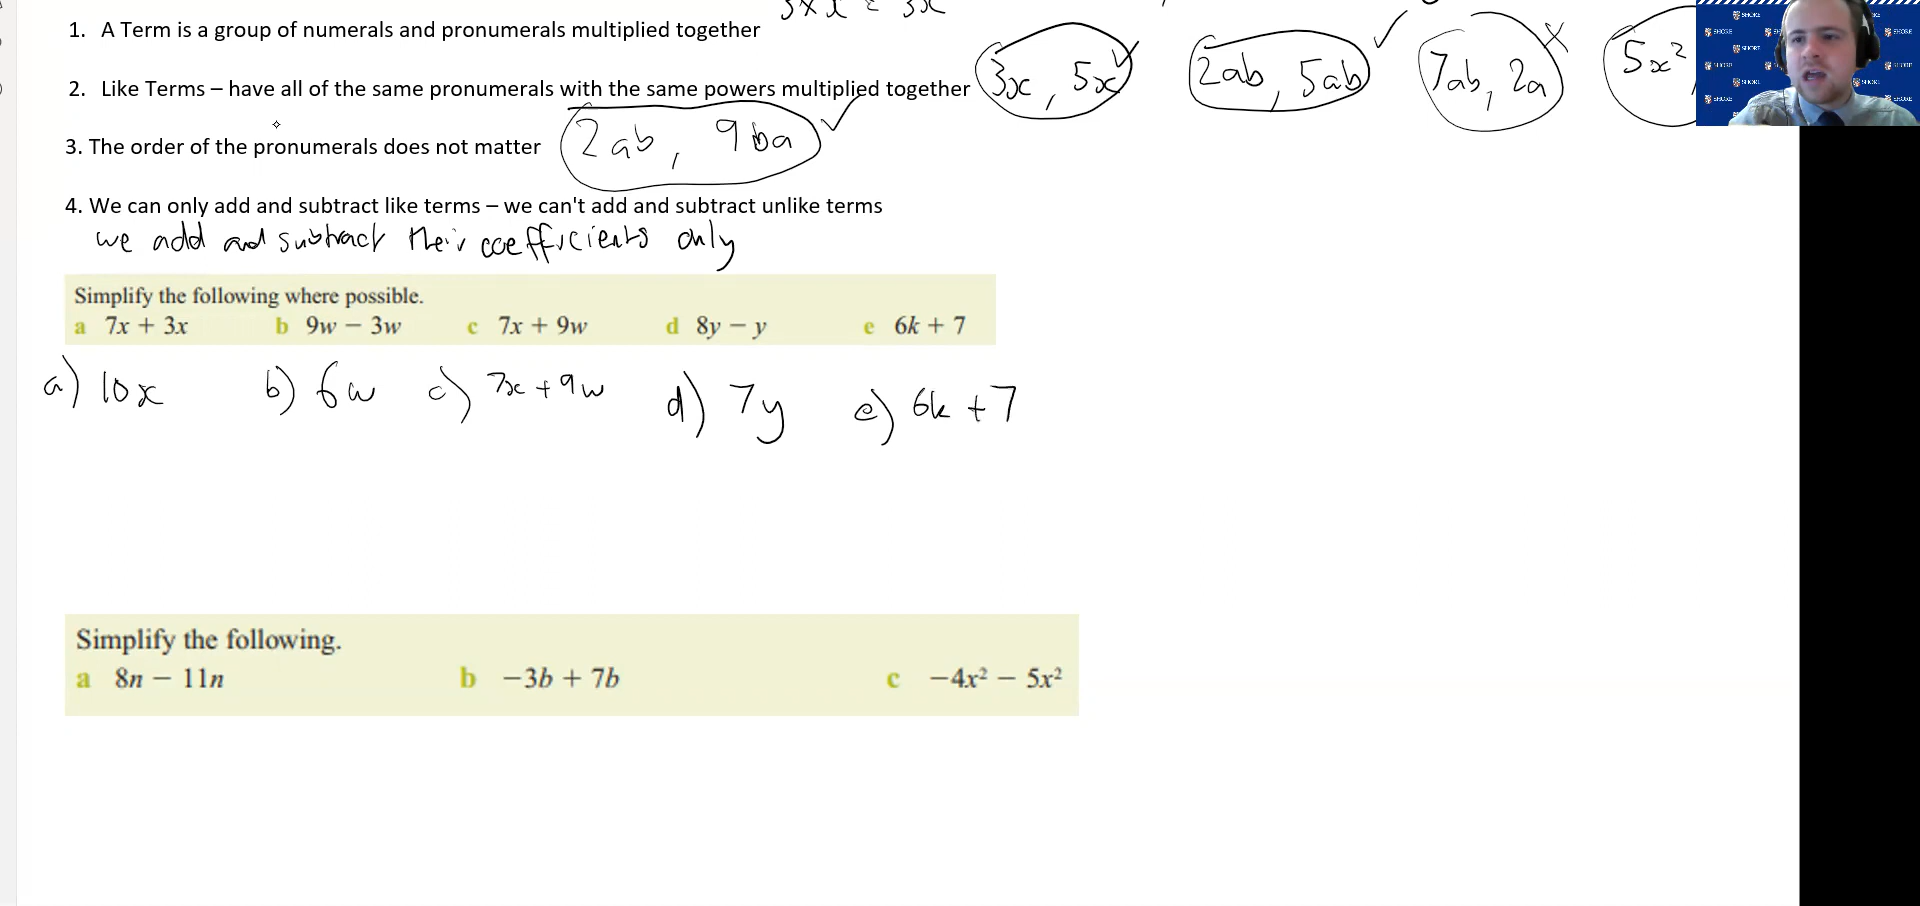 3 × x = 3x
1. A Term is a group of numerals and pronumerals multiplied together
2. Like Terms – have all of the same pronumerals with the same powers multiplied together
3x, 5x ✓ 2ab, 5ab ✓ 7ab, 2a × 5x²
3. The order of the pronumerals does not matter 2ab, 9ba ✓
4. We can only add and subtract like terms – we can't add and subtract unlike terms
we add and subtract their coefficients only
Simplify the following where possible.
a 7x + 3x b 9w − 3w c 7x + 9w d 8y − y e 6k + 7
a) 10x b) 6w c) 7x + 9w d) 7y e) 6k + 7
Simplify the following.
a 8n − 11n b −3b + 7b c −4x² − 5x²
SHORE